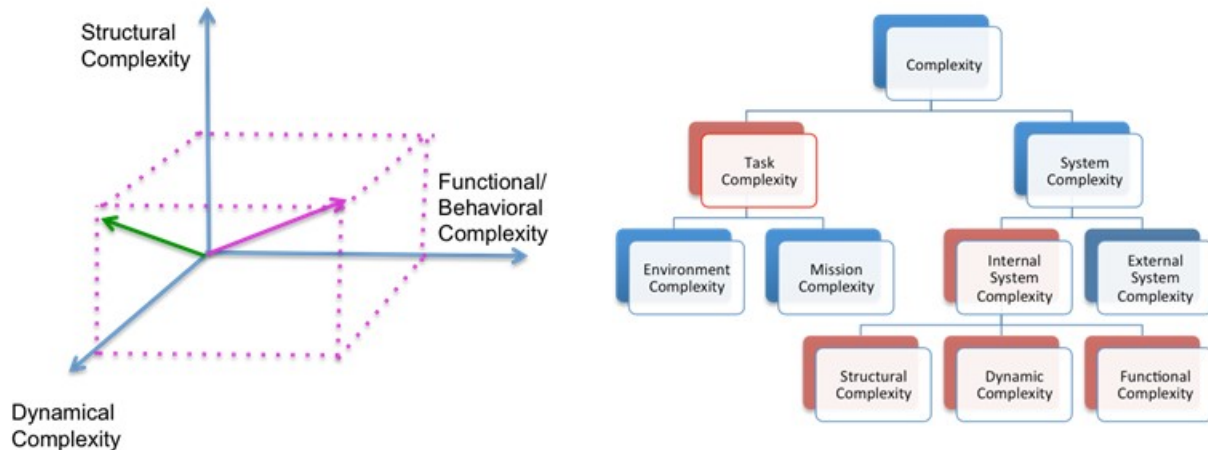 Structural
Complexity
Functional/
Behavioral
Complexity
Dynamical
Complexity
Complexity
Task
Complexity
System
Complexity
Environment
Complexity
Mission
Complexity
Internal
System
Complexity
External
System
Complexity
Structural
Complexity
Dynamic
Complexity
Functional
Complexity